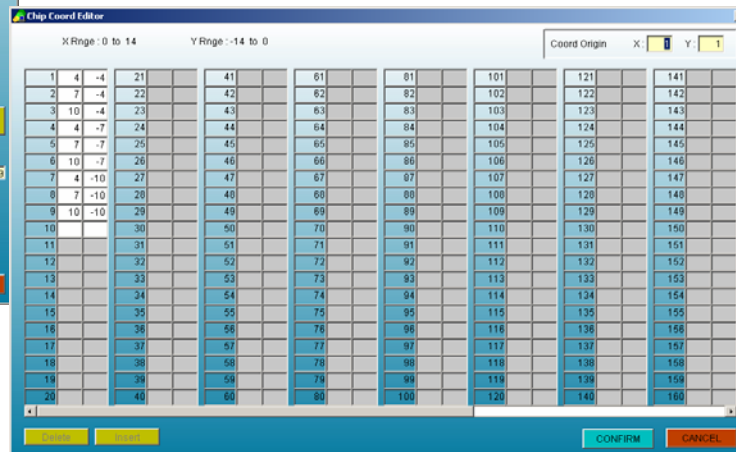 Chip Coord Editor
X Rnge : 0 to 14 Y Rnge : -14 to 0 Coord Origin X : 1 Y : 1
1 4 -4 21 41 61 81 101 121 141
2 7 -4 22 42 62 82 102 122 142
3 10 -4 23 43 63 83 103 123 143
4 4 -7 24 44 64 84 104 124 144
5 7 -7 25 45 65 85 105 125 145
6 10 -7 26 46 66 86 106 126 146
7 4 -10 27 47 67 87 107 127 147
8 7 -10 28 48 68 88 108 128 148
9 10 -10 29 49 69 89 109 129 149
10 30 50 70 90 110 130 150
11 31 51 71 91 111 131 151
12 32 52 72 92 112 132 152
13 33 53 73 93 113 133 153
14 34 54 74 94 114 134 154
15 35 55 75 95 115 135 155
16 36 56 76 96 116 136 156
17 37 57 77 97 117 137 157
18 38 58 78 98 118 138 158
19 39 59 79 99 119 139 159
20 40 60 80 100 120 140 160
Delete Insert CONFIRM CANCEL